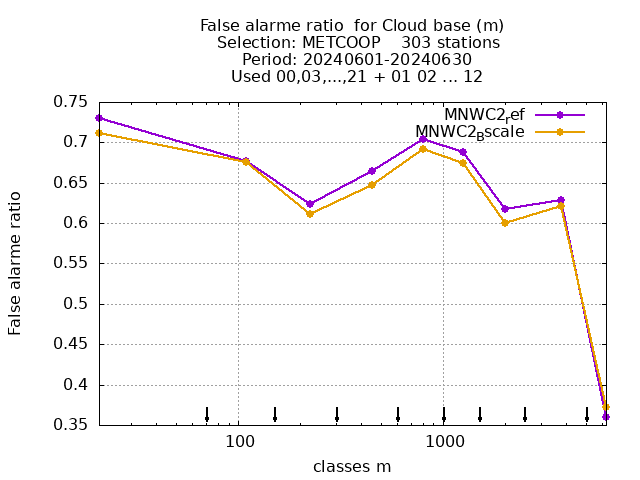 False alarme ratio  for Cloud base (m)
Selection: METCOOP    303 stations
Period: 20240601-20240630
Used 00,03,...,21 + 01 02 ... 12
MNWC2ref
MNWC2Bscale
0.75
0.7
0.65
0.6
0.55
0.5
0.45
0.4
0.35
False alarme ratio
100 1000
classes m